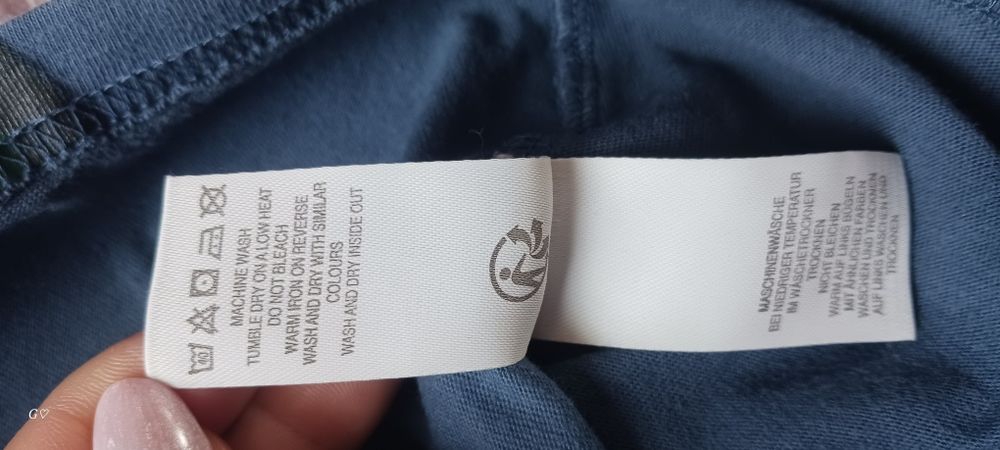 MACHINE WASH
TUMBLE DRY ON A LOW HEAT
DO NOT BLEACH
WARM IRON ON REVERSE
WASH AND DRY WITH SIMILAR
COLOURS
WASH AND DRY INSIDE OUT
MASCHINENWÄSCHE
BEI NIEDRIGER TEMPERATUR
IM WÄSCHETROCKNER
TROCKNEN
NICHT BLEICHEN
WARM AUF LINKS BÜGELN
MIT ÄHNLICHEN FARBEN
WASCHEN UND TROCKNEN
AUF LINKS WASCHEN UND
TROCKNEN
G♡